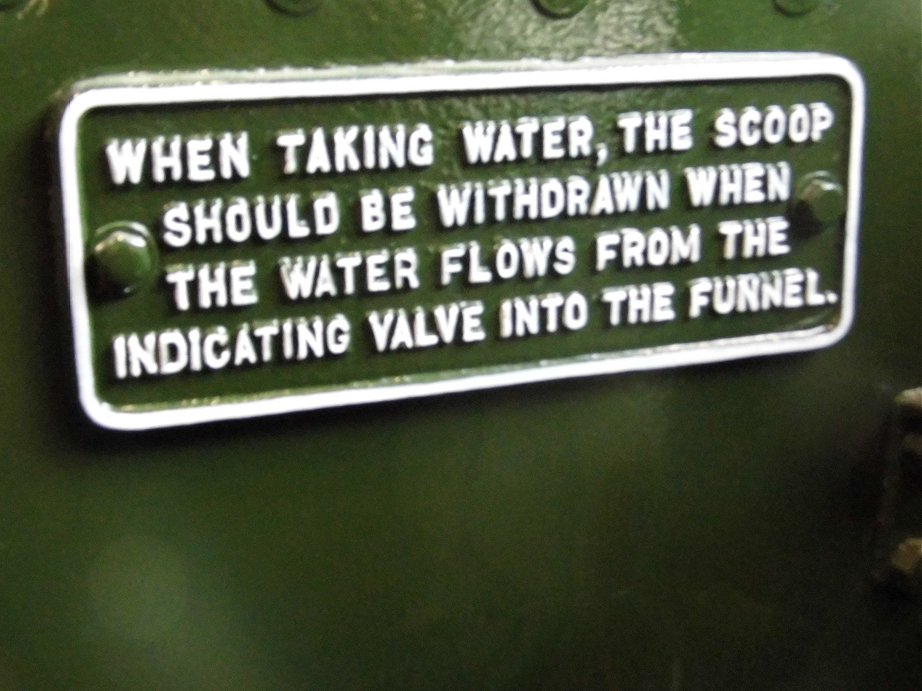 WHEN TAKING WATER, THE SCOOP
SHOULD BE WITHDRAWN WHEN
THE WATER FLOWS FROM THE
INDICATING VALVE INTO THE FUNNEL.